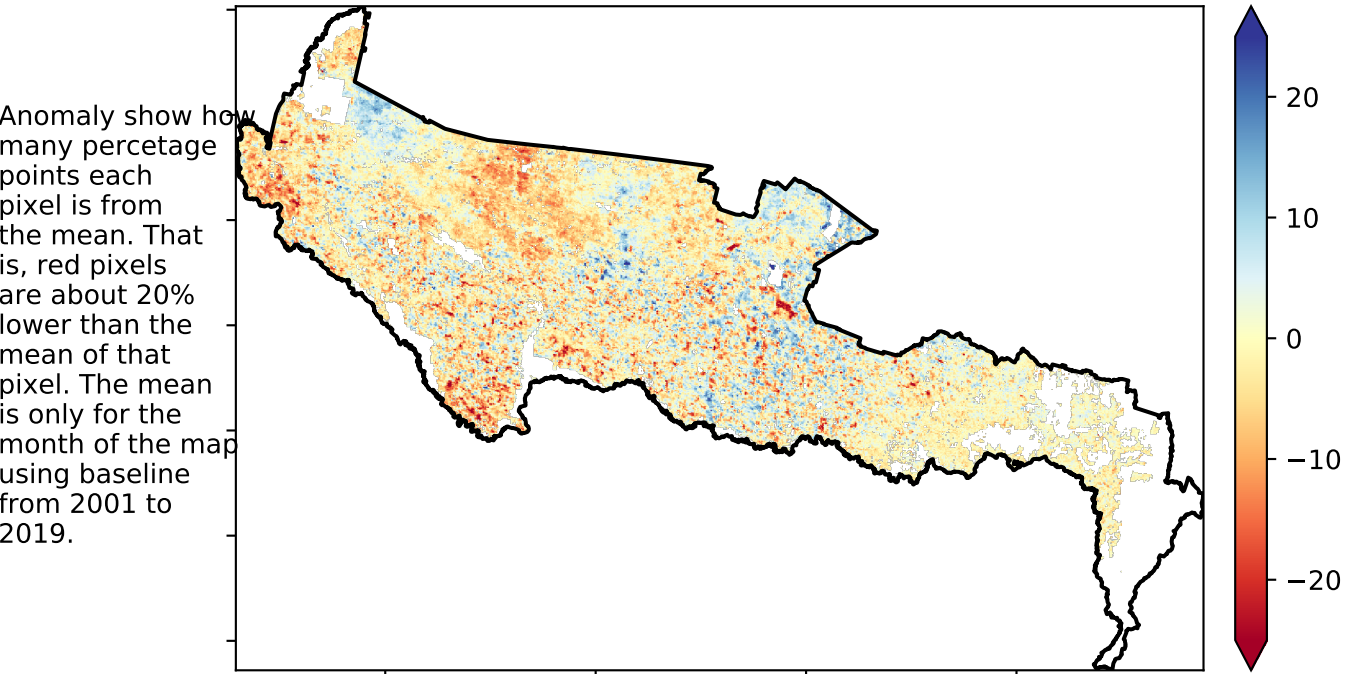 Anomaly show how
many percetage
points each
pixel is from
the mean. That
is, red pixels
are about 20%
lower than the
mean of that
pixel. The mean
is only for the
month of the map
using baseline
from 2001 to
2019.
20
10
0
−10
−20